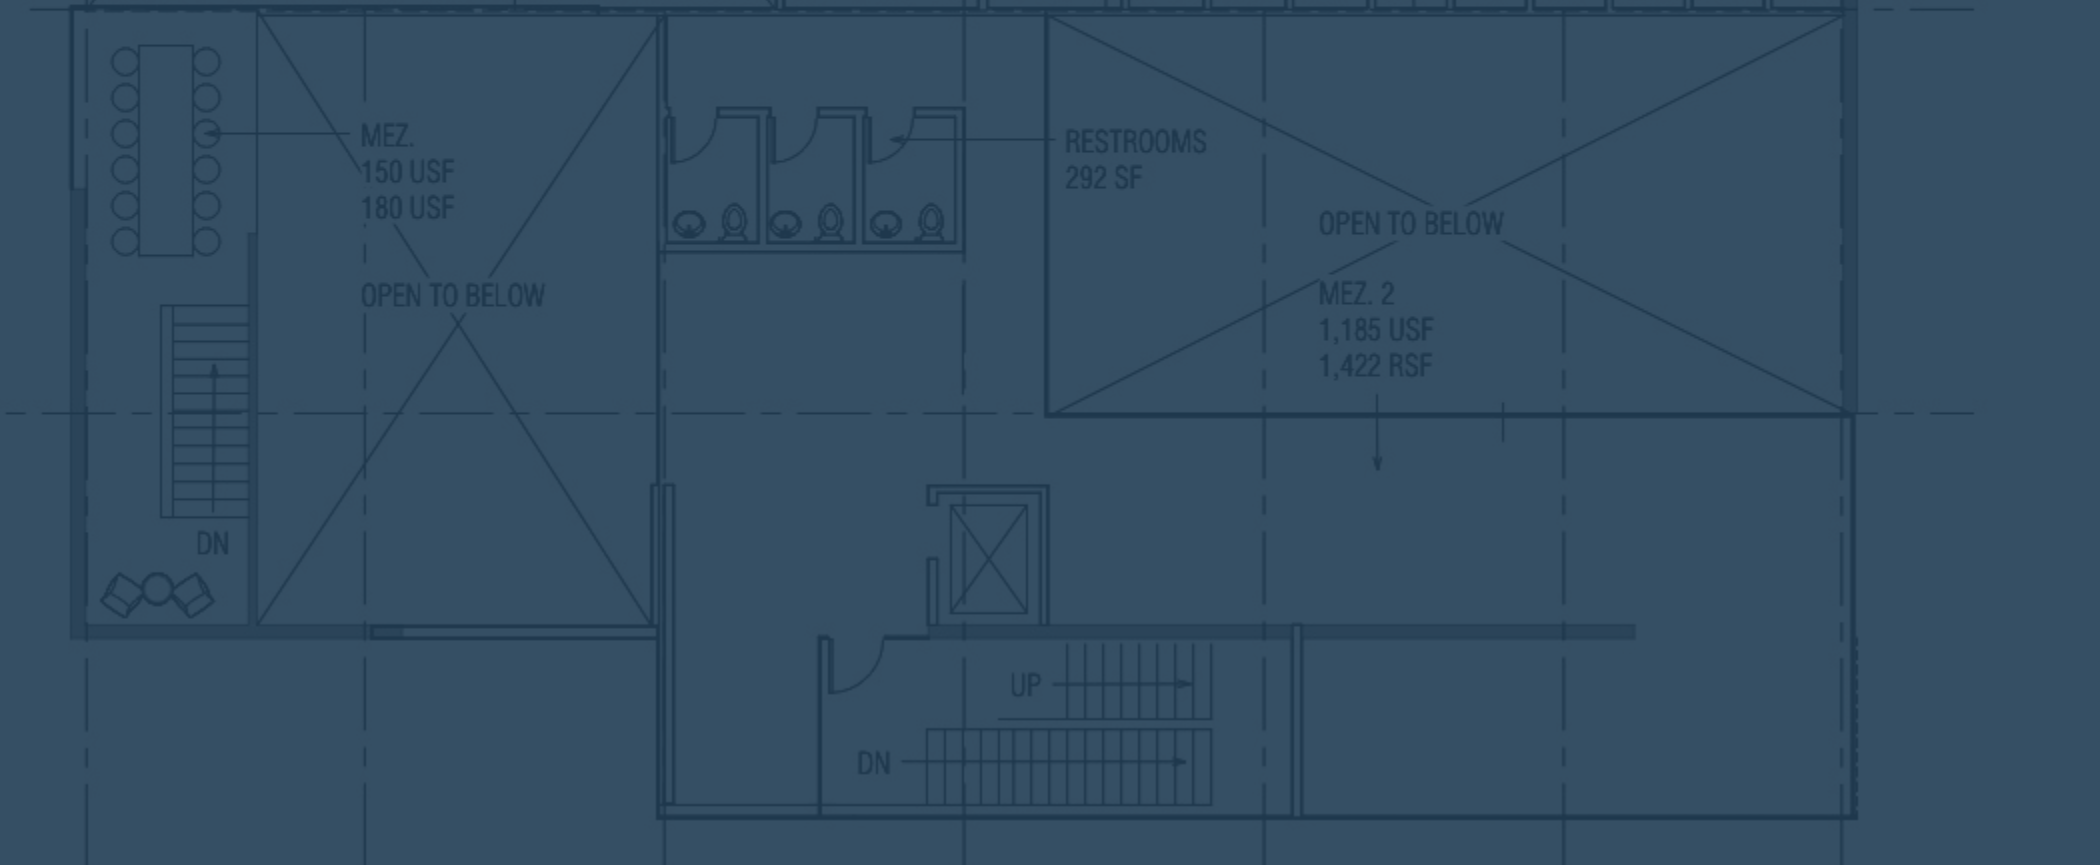 MEZ.
150 USF
180 USF
OPEN TO BELOW
DN
RESTROOMS
292 SF
OPEN TO BELOW
MEZ. 2
1,185 USF
1,422 RSF
UP
DN